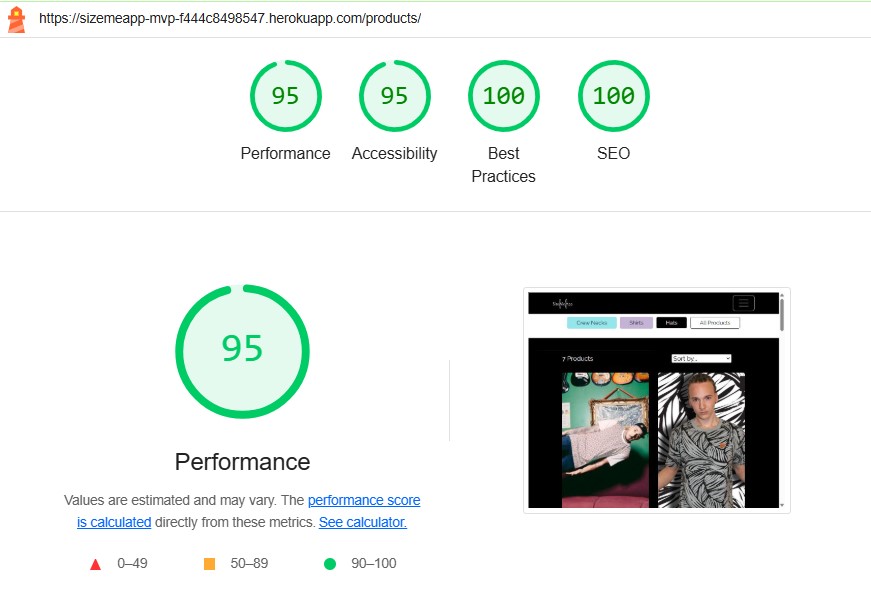 https://sizemeapp-mvp-f444c8498547.herokuapp.com/products/
95
95
100
100
Performance
Accessibility
Best
Practices
SEO
95
Performance
Values are estimated and may vary. The performance score
is calculated directly from these metrics. See calculator.
0–49
50–89
90–100
Crew Necks
Shirts
Hats
All Products
7 Products
Sort by...